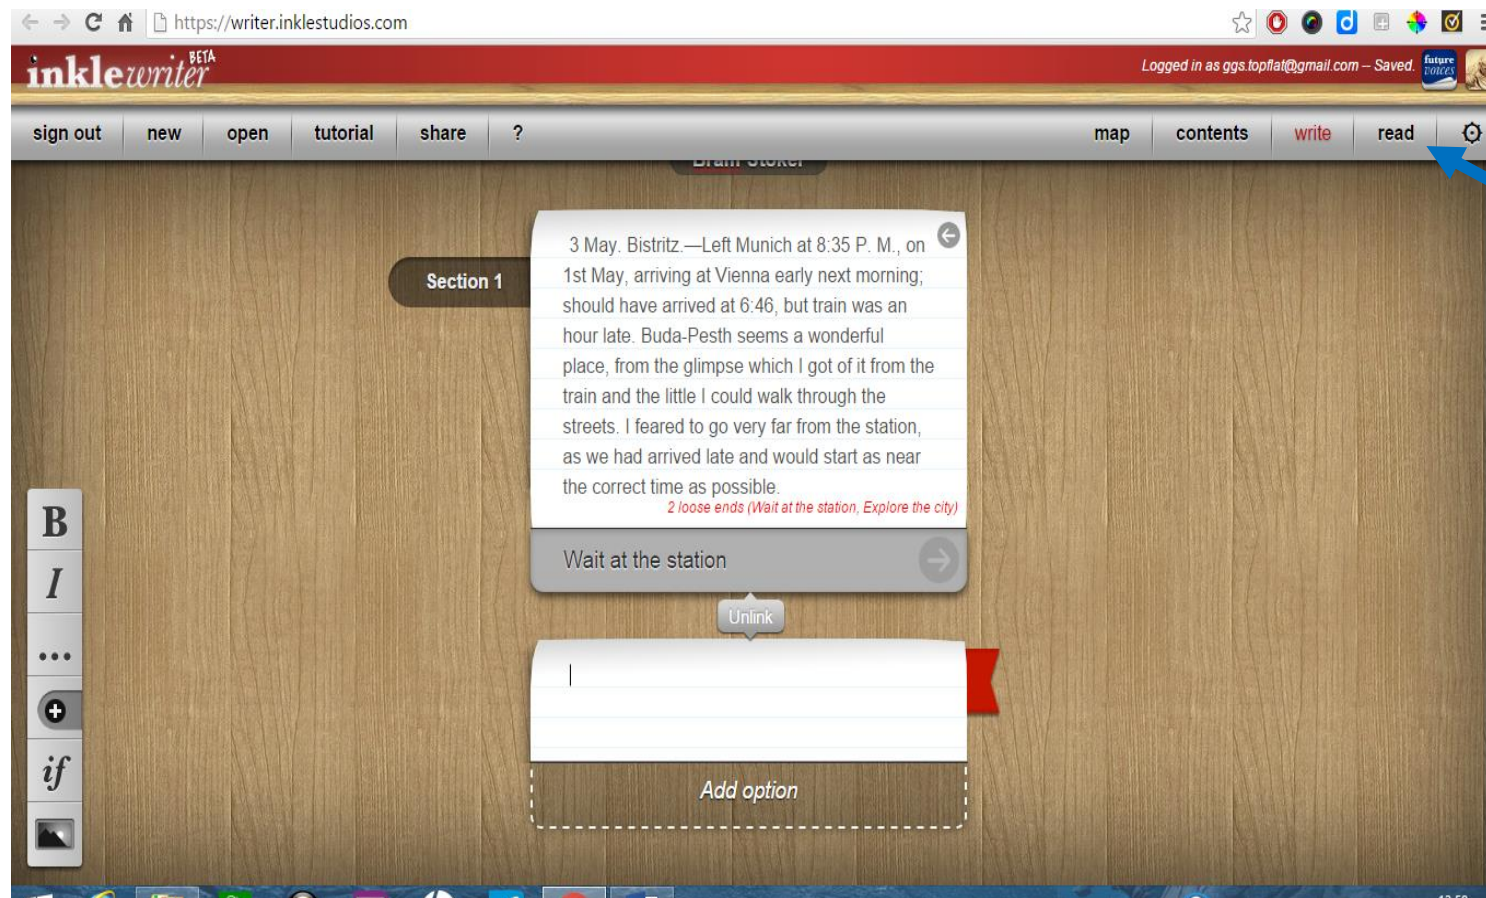 https://writer.inklestudios.com
inklewriter BETA
Logged in as ggs.topflat@gmail.com – Saved.
future voices
sign out new open tutorial share ? map contents write read
Bram Stoker
3 May. Bistritz.—Left Munich at 8:35 P. M., on
1st May, arriving at Vienna early next morning;
should have arrived at 6:46, but train was an
hour late. Buda-Pesth seems a wonderful
place, from the glimpse which I got of it from the
train and the little I could walk through the
streets. I feared to go very far from the station,
as we had arrived late and would start as near
the correct time as possible.
Section 1
2 loose ends (Wait at the station, Explore the city)
Wait at the station
Unlink
Add option
B
I
...
if